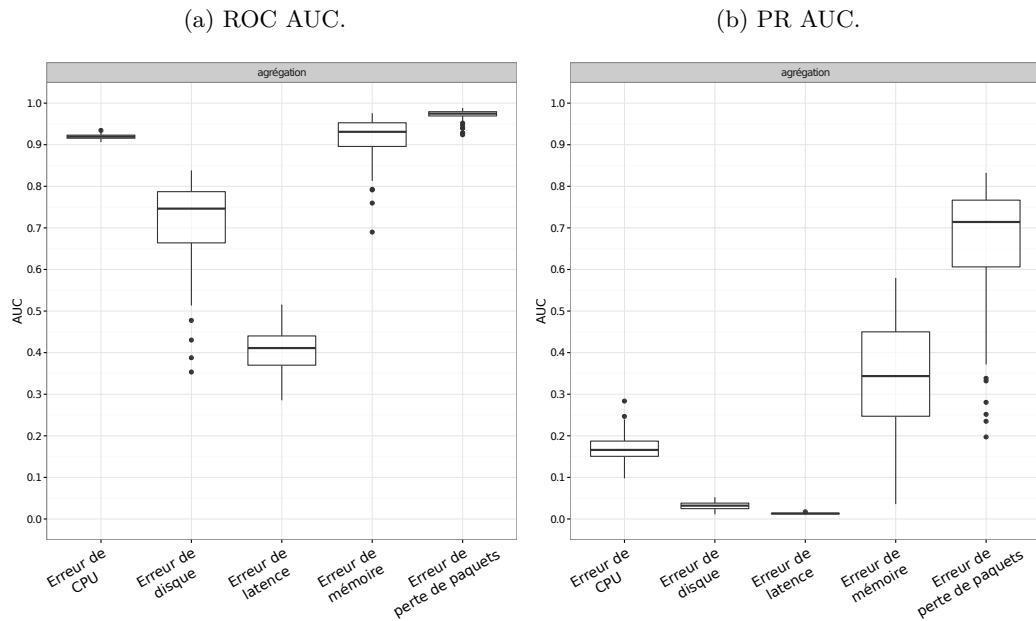 (a) ROC AUC.
agrégation
AUC
1.0
0.9
0.8
0.7
0.6
0.5
0.4
0.3
0.2
0.1
0.0
Erreur de
CPU
Erreur de
disque
Erreur de
latence
Erreur de
mémoire
Erreur de
perte de paquets
(b) PR AUC.
agrégation
AUC
1.0
0.9
0.8
0.7
0.6
0.5
0.4
0.3
0.2
0.1
0.0
Erreur de
CPU
Erreur de
disque
Erreur de
latence
Erreur de
mémoire
Erreur de
perte de paquets